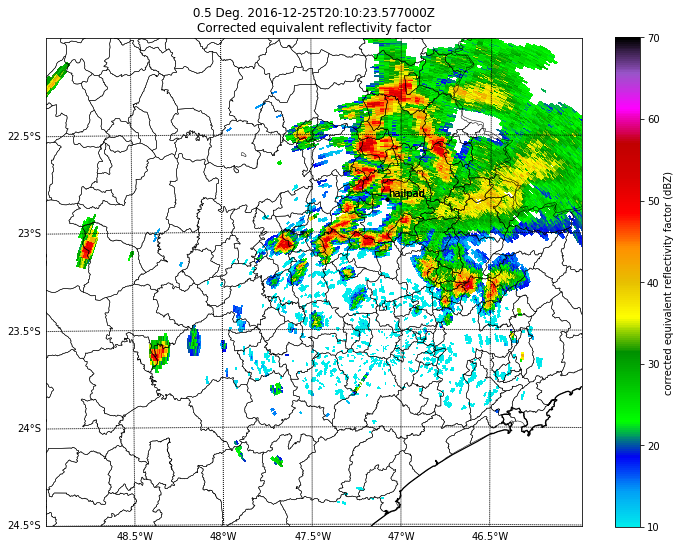 0.5 Deg. 2016-12-25T20:10:23.577000Z
Corrected equivalent reflectivity factor
22.5°S
23°S
23.5°S
24°S
24.5°S
48.5°W
48°W
47.5°W
47°W
46.5°W
hailpad
70
60
50
40
30
20
10
corrected equivalent reflectivity factor (dBZ)